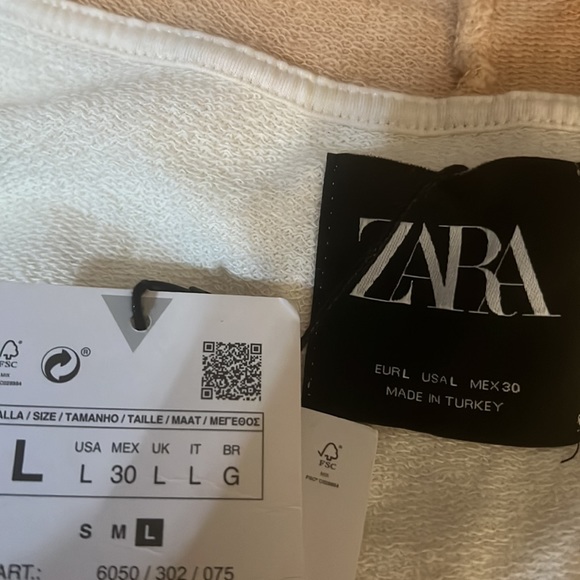 ZARA
EUR L USA L MEX 30
MADE IN TURKEY
FSC
®
ALLA / SIZE / TAMANHO / TAILLE / MAAT / ΜΕΓΕΘΟΣ
L
USA MEX UK IT BR
L 30 L L G
S M L
ART.: 6050 / 302 / 075
FSC